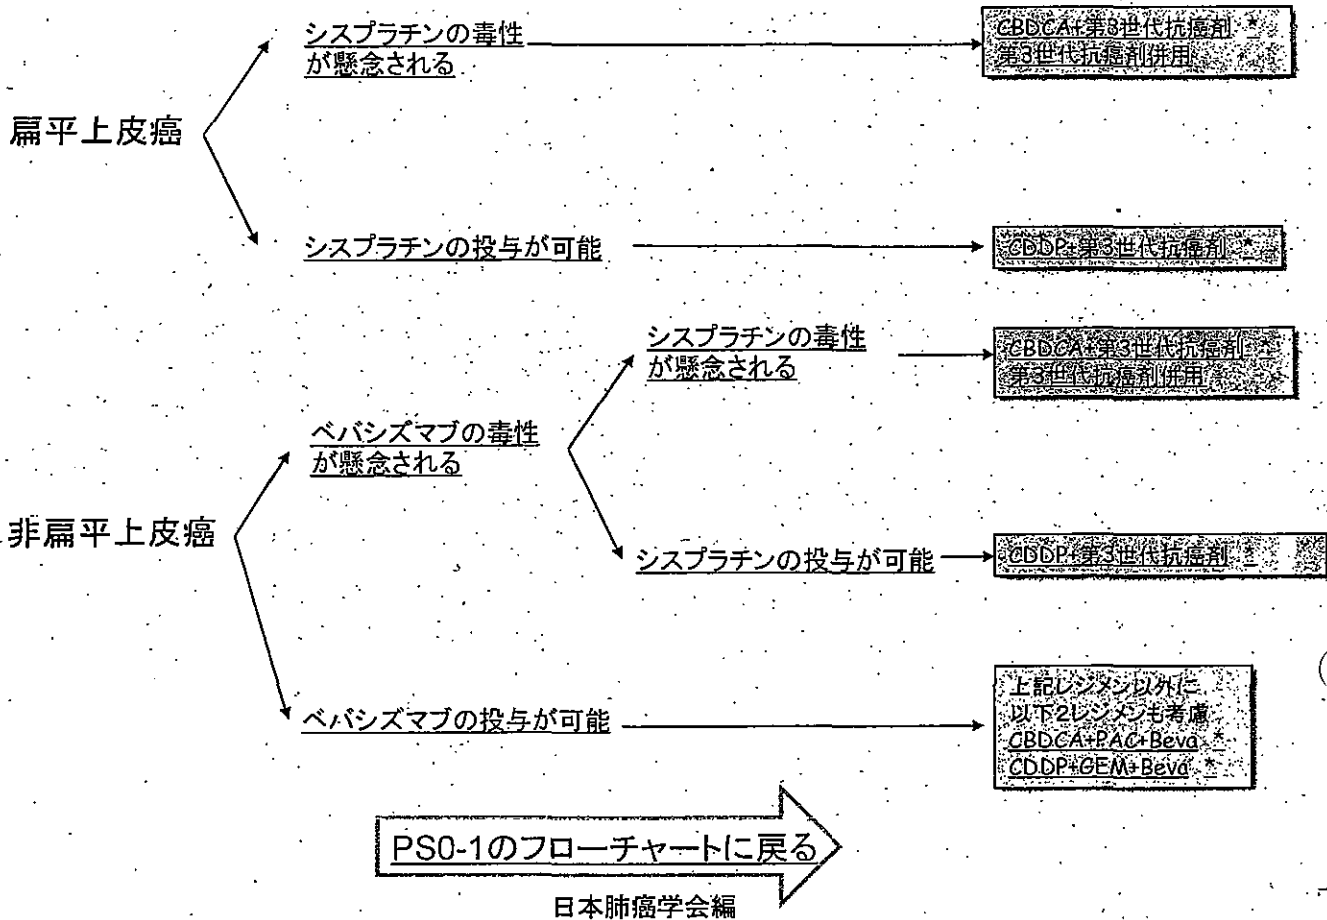 シスプラチンの毒性
が懸念される
CBDCA+第3世代抗癌剤 *
第3世代抗癌剤併用
扁平上皮癌
シスプラチンの投与が可能
CDDP+第3世代抗癌剤 *
シスプラチンの毒性
が懸念される
CBDCA+第3世代抗癌剤 *
第3世代抗癌剤併用
ベバシズマブの毒性
が懸念される
非扁平上皮癌
シスプラチンの投与が可能
CDDP+第3世代抗癌剤 *
ベバシズマブの投与が可能
上記レジメン以外に
以下2レジメンも考慮
CBDCA+PAC+Beva *
CDDP+GEM+Beva *
PS0-1のフローチャートに戻る
日本肺癌学会編